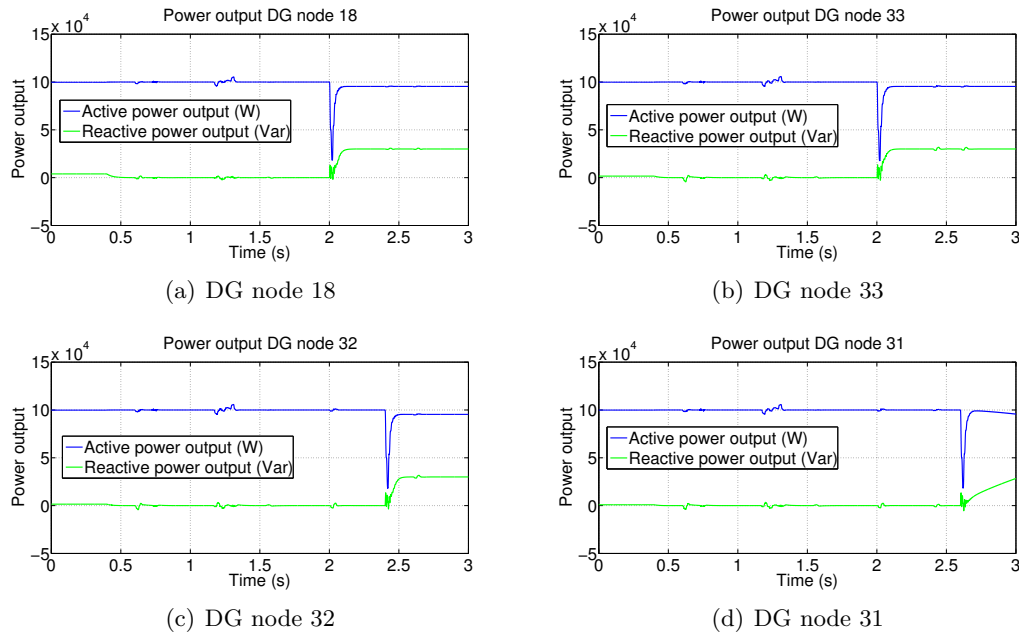 Power output DG node 18
15 x 10^4
10
5
0
−5
0 0.5 1 1.5 2 2.5 3
Power output
Time (s)
Active power output (W)
Reactive power output (Var)
(a) DG node 18
Power output DG node 33
15 x 10^4
10
5
0
−5
0 0.5 1 1.5 2 2.5 3
Power output
Time (s)
Active power output (W)
Reactive power output (Var)
(b) DG node 33
Power output DG node 32
15 x 10^4
10
5
0
−5
0 0.5 1 1.5 2 2.5 3
Power output
Time (s)
Active power output (W)
Reactive power output (Var)
(c) DG node 32
Power output DG node 31
15 x 10^4
10
5
0
−5
0 0.5 1 1.5 2 2.5 3
Power output
Time (s)
Active power output (W)
Reactive power output (Var)
(d) DG node 31